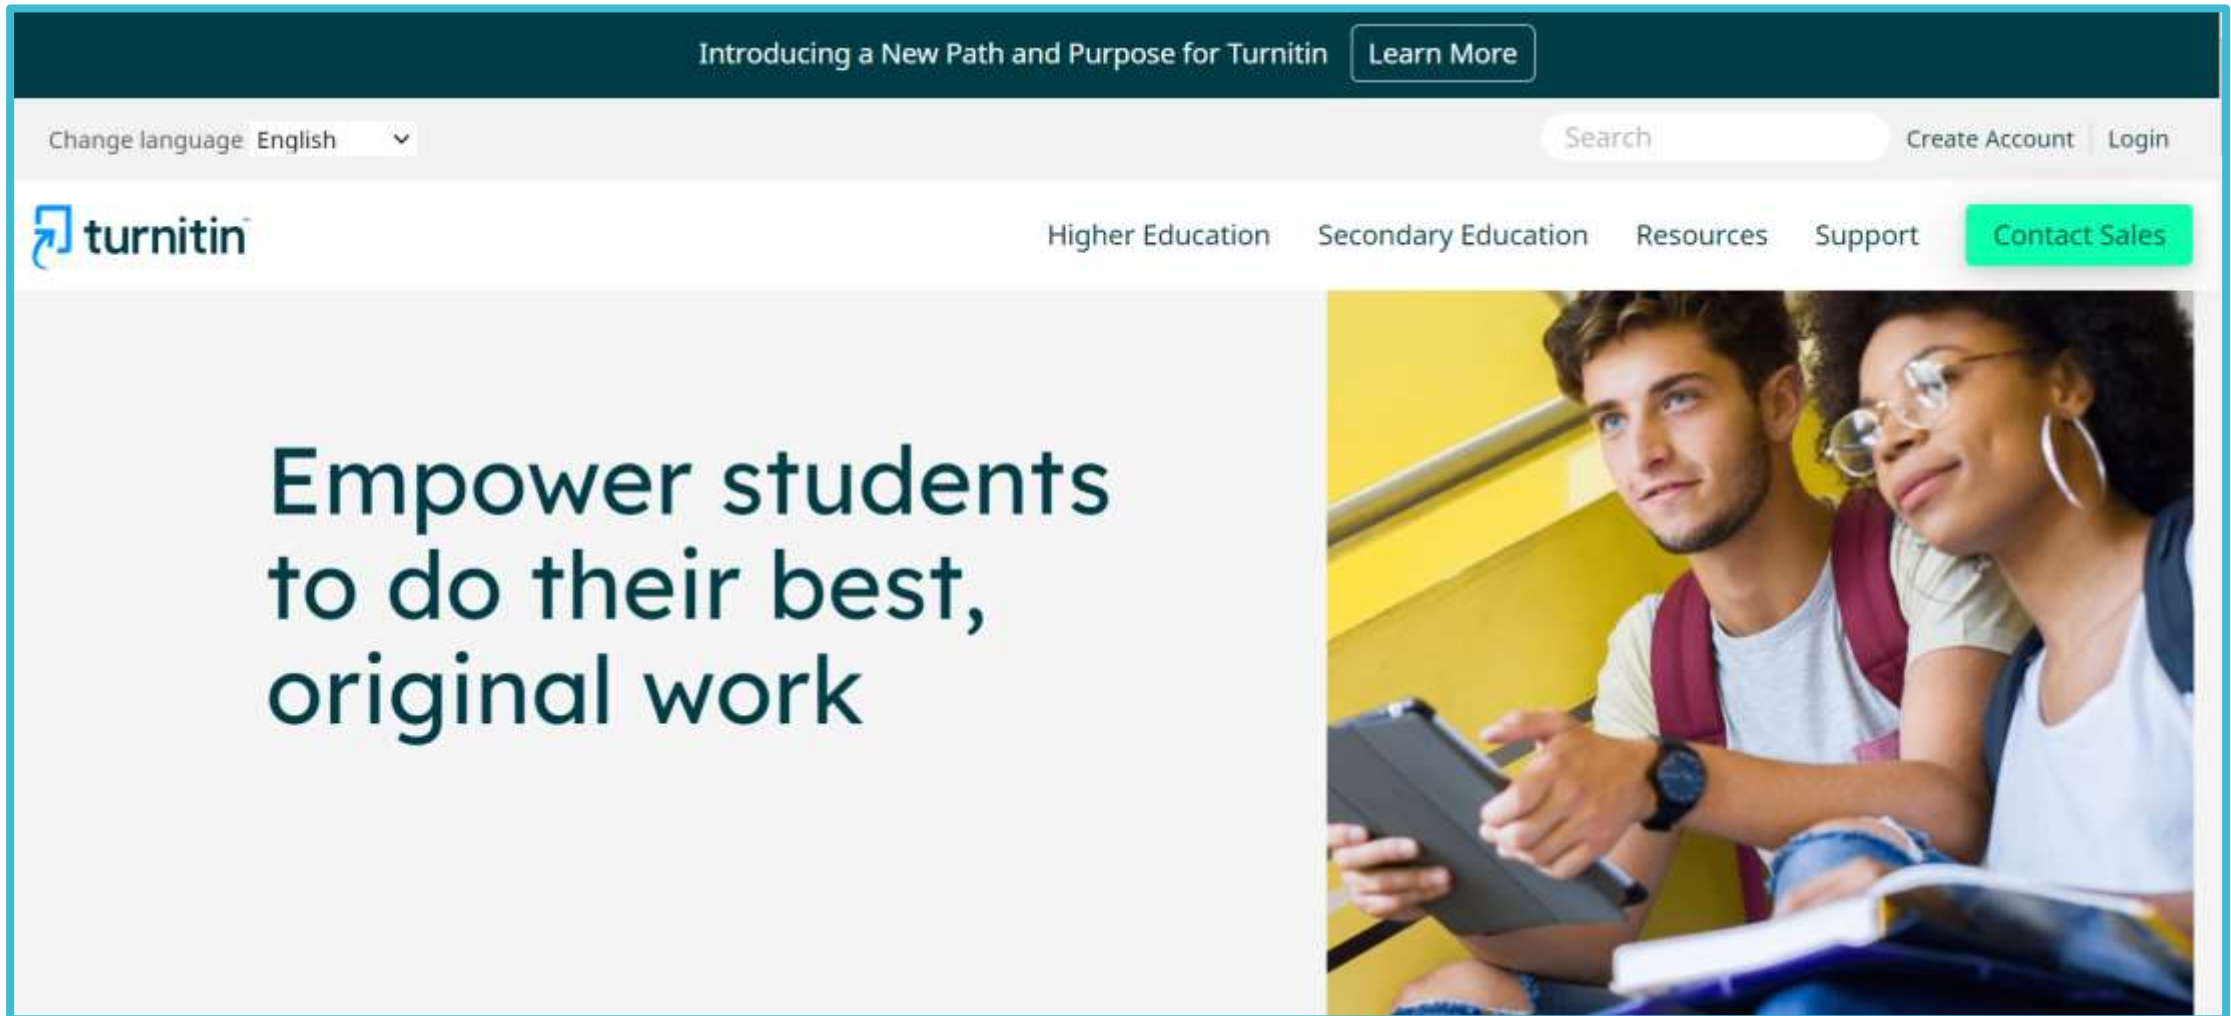 Introducing a New Path and Purpose for Turnitin Learn More
Change language English Search Create Account Login
turnitin Higher Education Secondary Education Resources Support Contact Sales
Empower students
to do their best,
original work